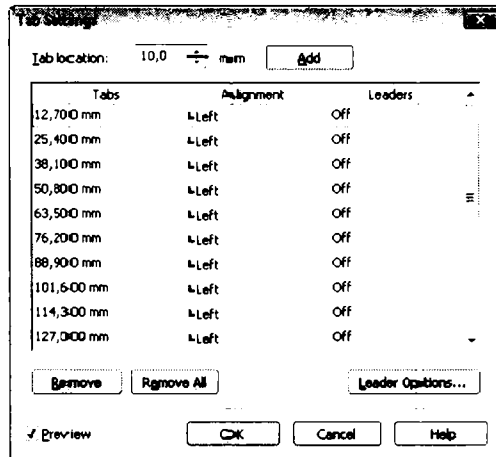 Tab Settings
Tab location: 10,0 mm Add
Tabs Alignment Leaders
12,700 mm Left Off
25,400 mm Left Off
38,100 mm Left Off
50,800 mm Left Off
63,500 mm Left Off
76,200 mm Left Off
88,900 mm Left Off
101,600 mm Left Off
114,300 mm Left Off
127,000 mm Left Off
Remove Remove All Leader Options...
Preview OK Cancel Help